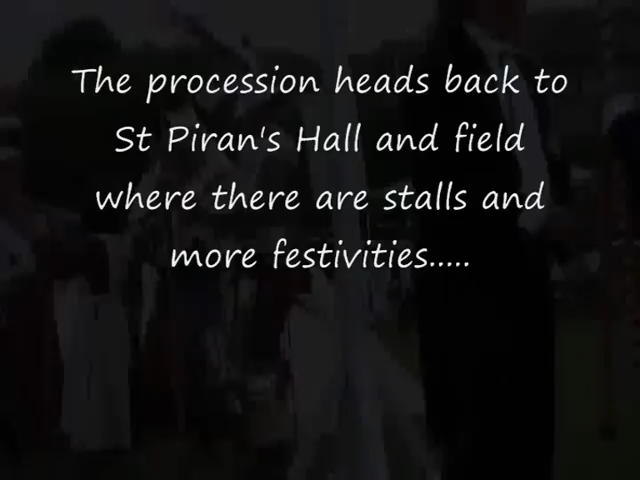 The procession heads back to
St Piran's Hall and field
where there are stalls and
more festivities.....